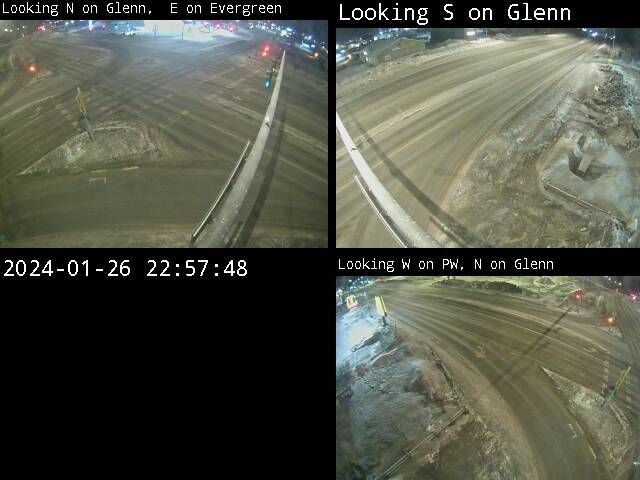 Looking N on Glenn,  E on Evergreen
Looking S on Glenn
2024-01-26 22:57:48
Looking W on PW, N on Glenn